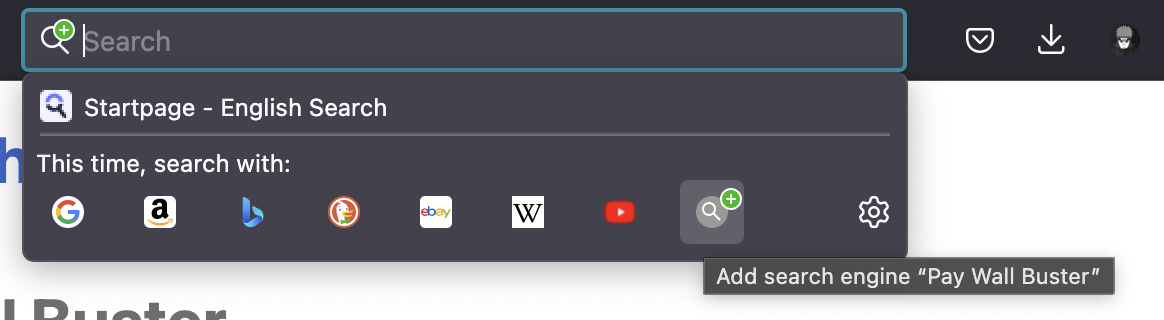 Search
Startpage - English Search
This time, search with:
a
ebay
W
Add search engine “Pay Wall Buster”
l Buster